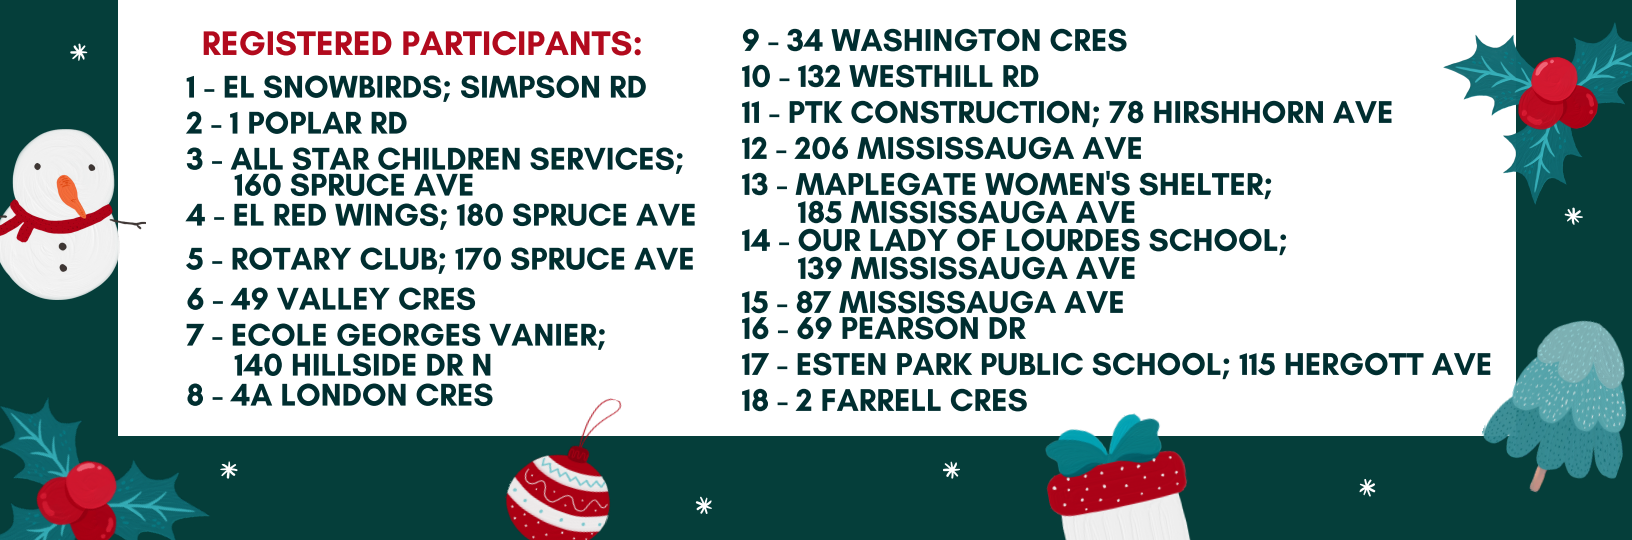 REGISTERED PARTICIPANTS:
1 - EL SNOWBIRDS; SIMPSON RD
2 - 1 POPLAR RD
3 - ALL STAR CHILDREN SERVICES;
160 SPRUCE AVE
4 - EL RED WINGS; 180 SPRUCE AVE
5 - ROTARY CLUB; 170 SPRUCE AVE
6 - 49 VALLEY CRES
7 - ECOLE GEORGES VANIER;
140 HILLSIDE DR N
8 - 4A LONDON CRES
9 - 34 WASHINGTON CRES
10 - 132 WESTHILL RD
11 - PTK CONSTRUCTION; 78 HIRSHHORN AVE
12 - 206 MISSISSAUGA AVE
13 - MAPLEGATE WOMEN'S SHELTER;
185 MISSISSAUGA AVE
14 - OUR LADY OF LOURDES SCHOOL;
139 MISSISSAUGA AVE
15 - 87 MISSISSAUGA AVE
16 - 69 PEARSON DR
17 - ESTEN PARK PUBLIC SCHOOL; 115 HERGOTT AVE
18 - 2 FARRELL CRES